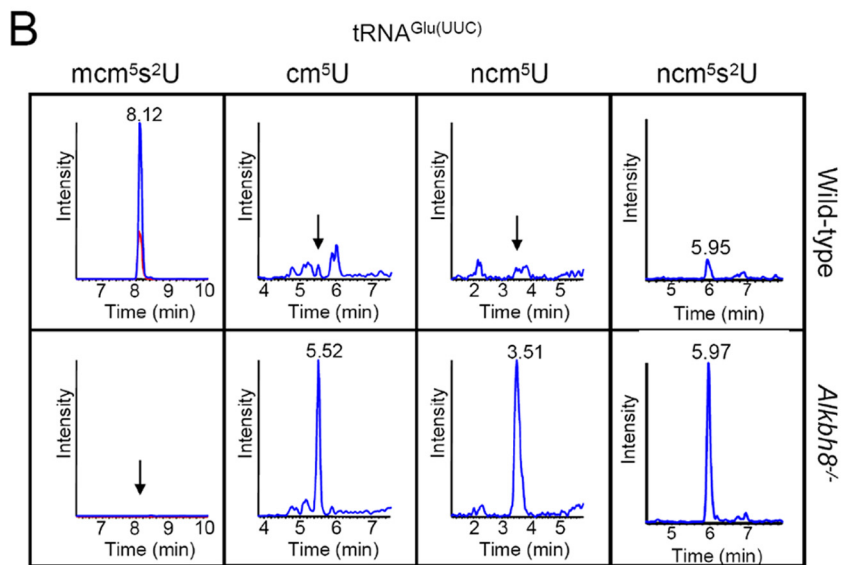 B
tRNA^Glu(UUC)
mcm⁵s²U cm⁵U ncm⁵U ncm⁵s²U
8.12
Intensity
7 8 9 10
Time (min)
Intensity
4 5 6 7
Time (min)
Intensity
2 3 4 5
Time (min)
5.95
Intensity
5 6 7
Time (min)
Wild-type
Intensity
7 8 9 10
Time (min)
5.52
Intensity
4 5 6 7
Time (min)
3.51
Intensity
2 3 4 5
Time (min)
5.97
Intensity
5 6 7
Time (min)
Alkbh8-/-